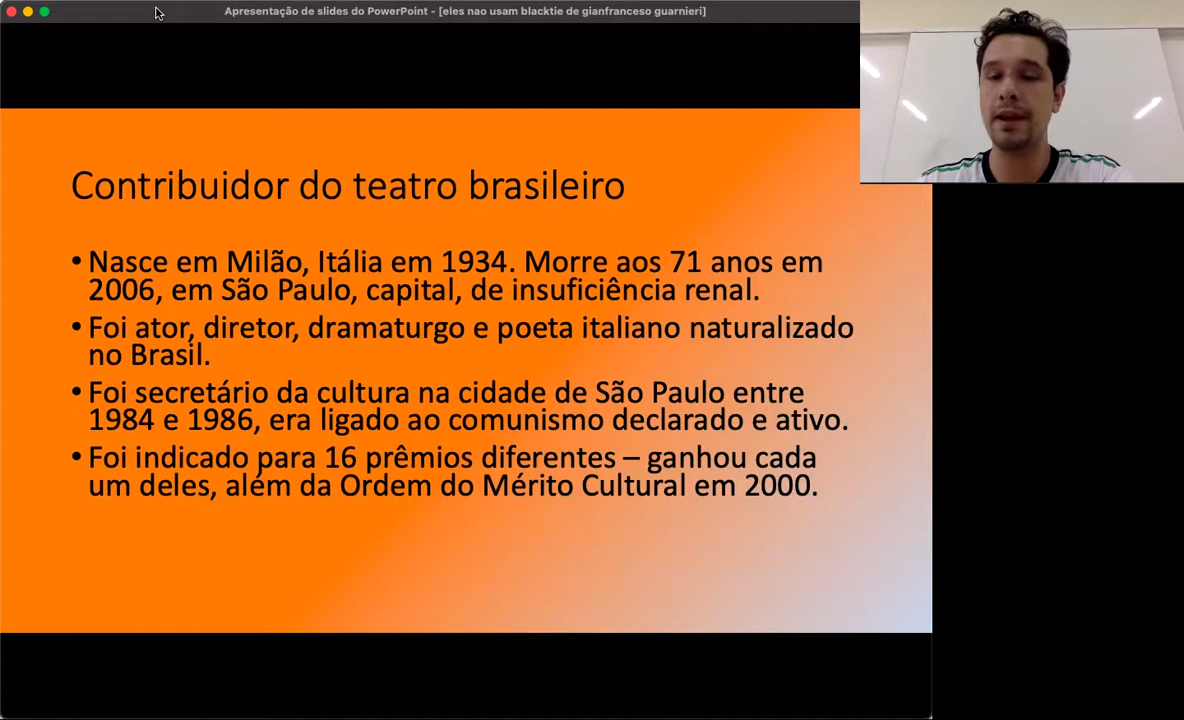 Apresentação de slides do PowerPoint - [eles nao usam blacktie de gianfranceso guarnieri]
Contribuidor do teatro brasileiro
• Nasce em Milão, Itália em 1934. Morre aos 71 anos em
2006, em São Paulo, capital, de insuficiência renal.
• Foi ator, diretor, dramaturgo e poeta italiano naturalizado
no Brasil.
• Foi secretário da cultura na cidade de São Paulo entre
1984 e 1986, era ligado ao comunismo declarado e ativo.
• Foi indicado para 16 prêmios diferentes – ganhou cada
um deles, além da Ordem do Mérito Cultural em 2000.